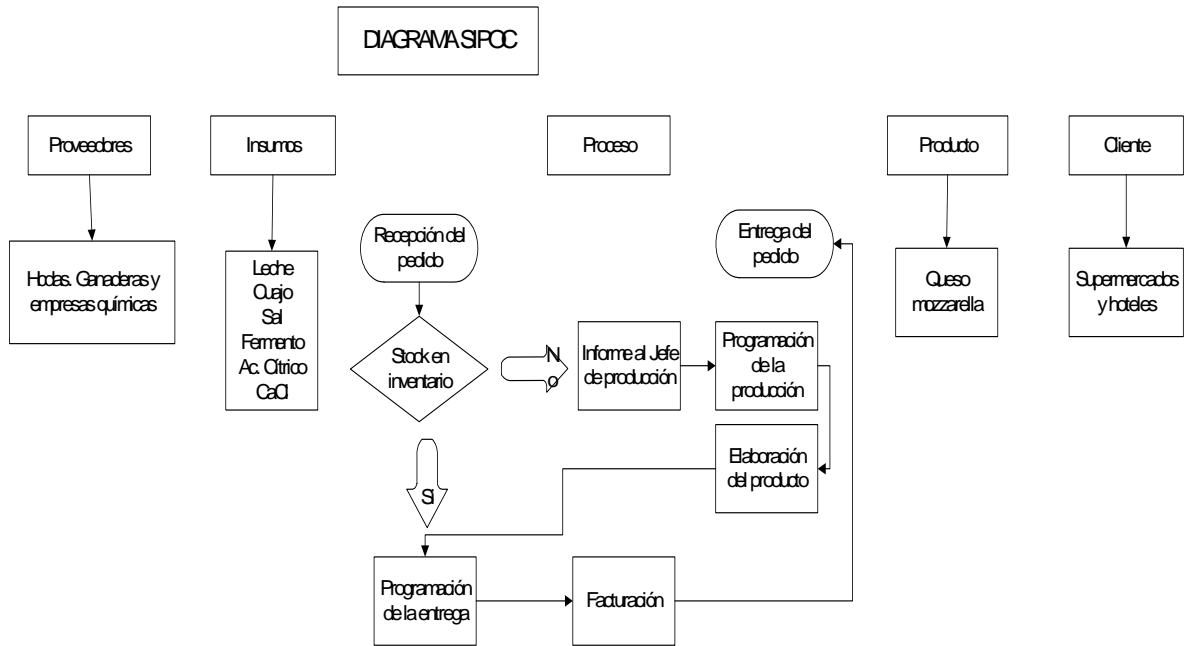 DIAGRAMA SIPOC
Proveedores
Insumos
Proceso
Producto
Cliente
Hcdas. Ganaderas y
empresas químicas
Leche
Cuajo
Sal
Fermento
Ac. Cítrico
CaCl
Recepción del
pedido
Entrega del
pedido
Queso
mozzarella
Supermercados
y hoteles
Stock en
inventario
No
Informe al Jefe
de producción
Programación
de la
producción
Elaboración
del producto
Si
Programación
de la entrega
Facturación